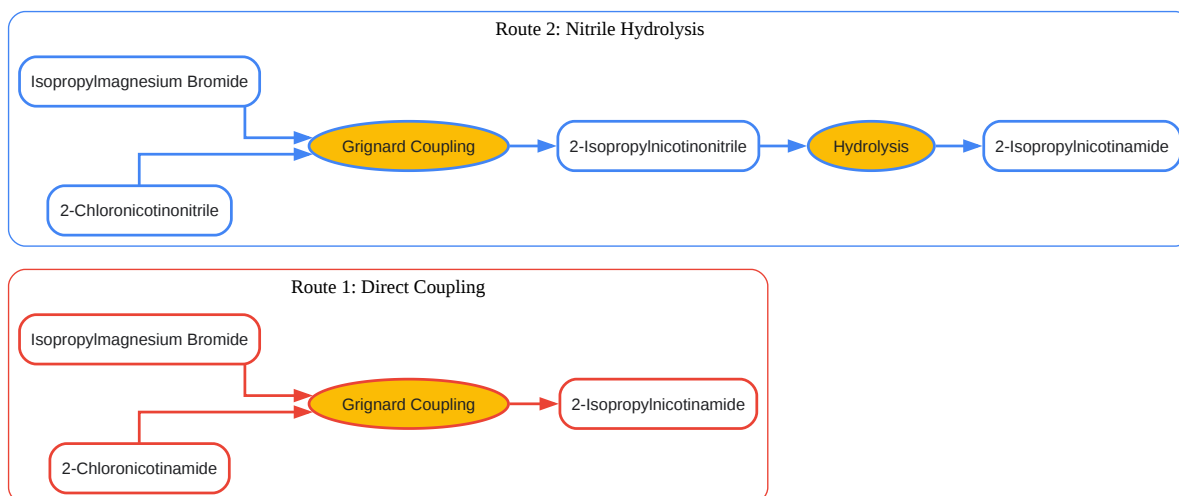 Route 2: Nitrile Hydrolysis
Isopropylmagnesium Bromide
Grignard Coupling
2-Isopropylnicotinonitrile
Hydrolysis
2-Isopropylnicotinamide
2-Chloronicotinonitrile
Route 1: Direct Coupling
Isopropylmagnesium Bromide
Grignard Coupling
2-Isopropylnicotinamide
2-Chloronicotinamide